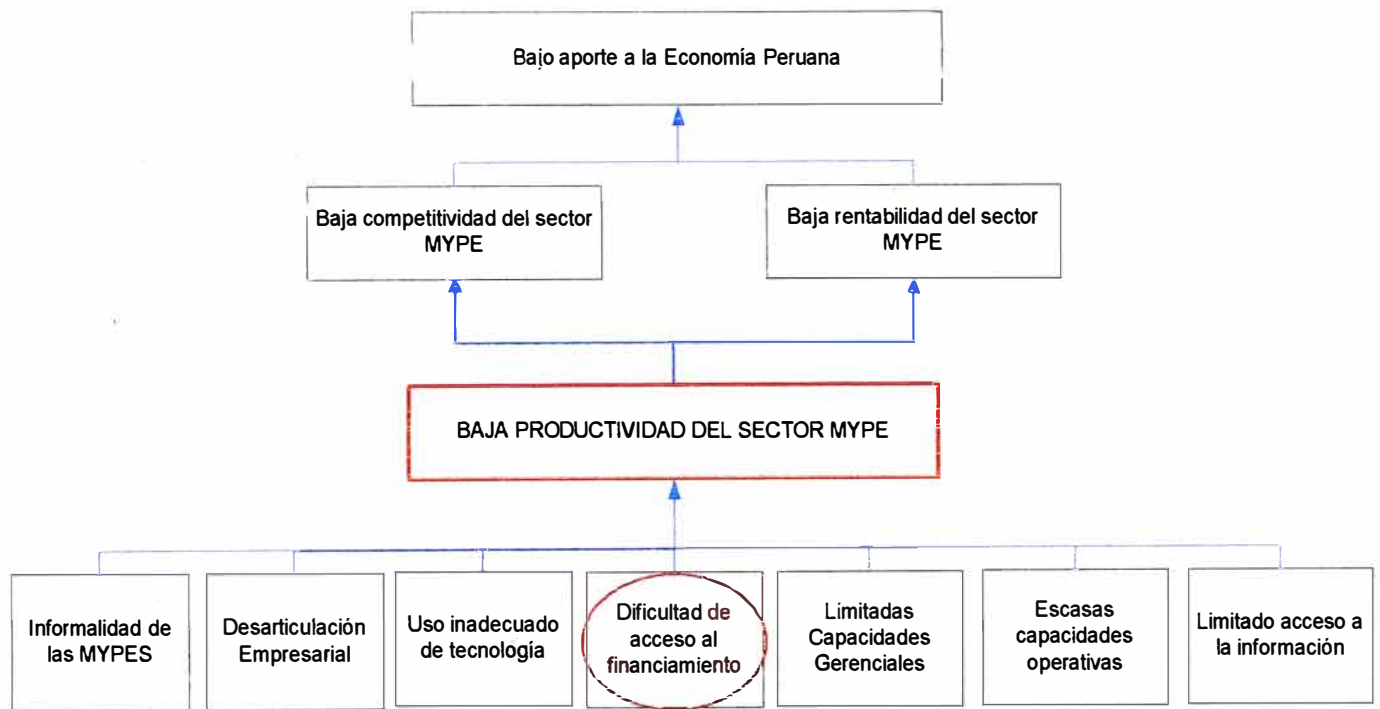 Bajo aporte a la Economía Peruana
Baja competitividad del sector
MYPE
Baja rentabilidad del sector
MYPE
BAJA PRODUCTIVIDAD DEL SECTOR MYPE
Informalidad de
las MYPES
Desarticulación
Empresarial
Uso inadecuado
de tecnología
Dificultad de
acceso al
financiamiento
Limitadas
Capacidades
Gerenciales
Escasas
capacidades
operativas
Limitado acceso a
la información